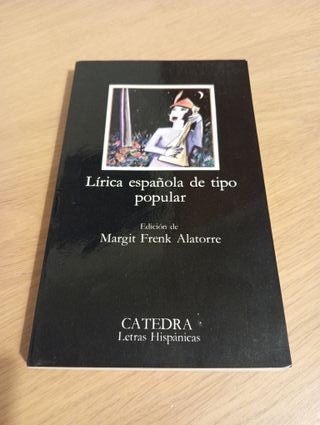 Lírica española de tipo
popular
Edición de
Margit Frenk Alatorre
CATEDRA
Letras Hispánicas